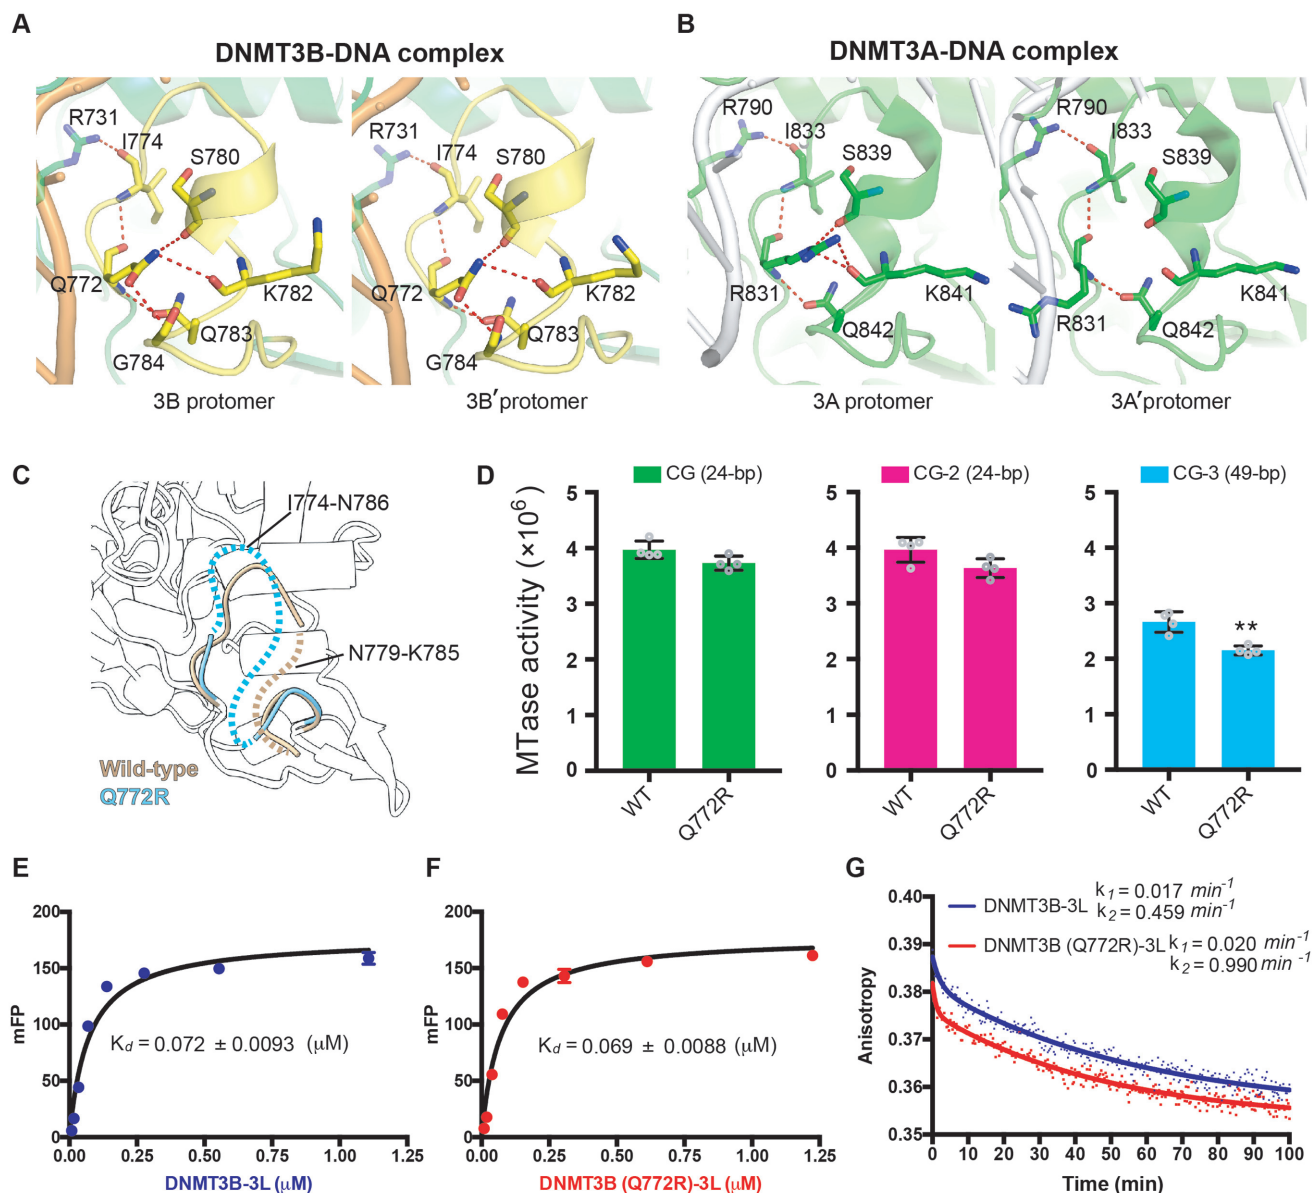 A
DNMT3B-DNA complex
R731
I774
S780
Q772
K782
Q783
G784
3B protomer
R731
I774
S780
Q772
K782
Q783
G784
3B′protomer
B
DNMT3A-DNA complex
R790
I833
S839
R831
K841
Q842
3A protomer
R790
I833
S839
R831
K841
Q842
3A′protomer
C
I774-N786
N779-K785
Wild-type
Q772R
D
MTase activity (×10⁶)
CG (24-bp)
5
4
3
2
1
0
WT
Q772R
CG-2 (24-bp)
5
4
3
2
1
0
WT
Q772R
CG-3 (49-bp)
5
4
3
2
1
0
**
WT
Q772R
E
mFP
200
150
100
50
0
Kd = 0.072 ± 0.0093 (μM)
0.00 0.25 0.50 0.75 1.00 1.25
DNMT3B-3L (μM)
F
mFP
200
150
100
50
0
Kd = 0.069 ± 0.0088 (μM)
0.00 0.25 0.50 0.75 1.00 1.25
DNMT3B (Q772R)-3L (μM)
G
Anisotropy
0.40
0.39
0.38
0.37
0.36
0.35
DNMT3B-3L
k1 = 0.017 min⁻¹
k2 = 0.459 min⁻¹
DNMT3B (Q772R)-3L
k1 = 0.020 min⁻¹
k2 = 0.990 min⁻¹
0 10 20 30 40 50 60 70 80 90 100
Time (min)